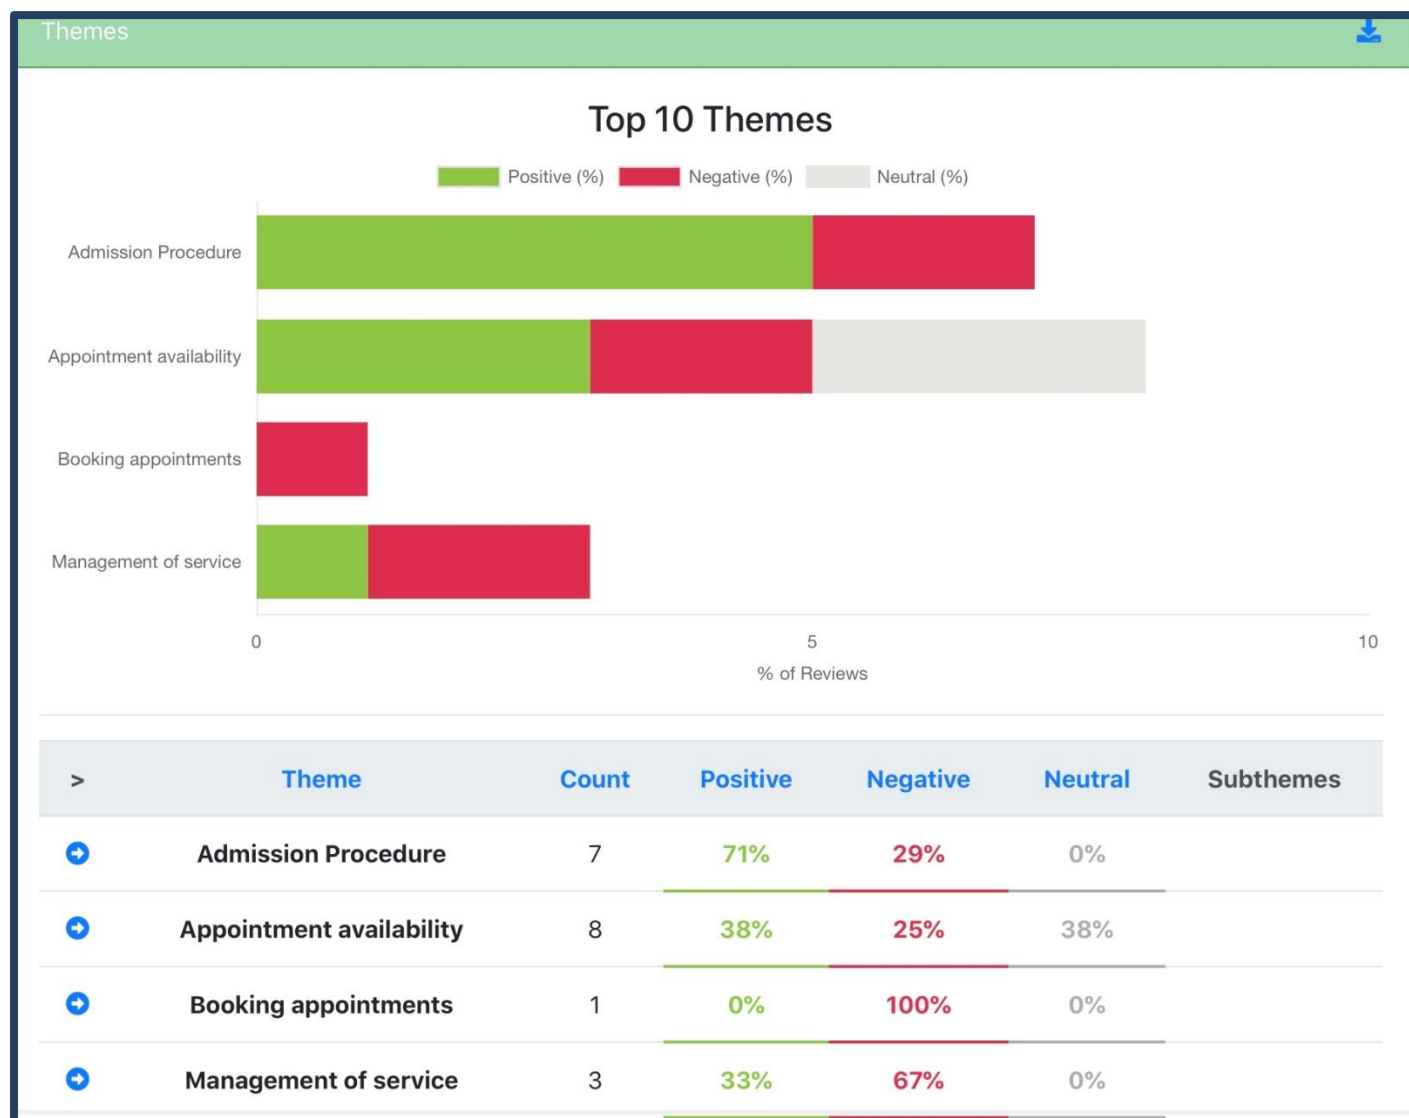 Themes
Top 10 Themes
Positive (%) Negative (%) Neutral (%)
Admission Procedure
Appointment availability
Booking appointments
Management of service
0 5 10
% of Reviews
> Theme Count Positive Negative Neutral Subthemes
Admission Procedure 7 71% 29% 0%
Appointment availability 8 38% 25% 38%
Booking appointments 1 0% 100% 0%
Management of service 3 33% 67% 0%